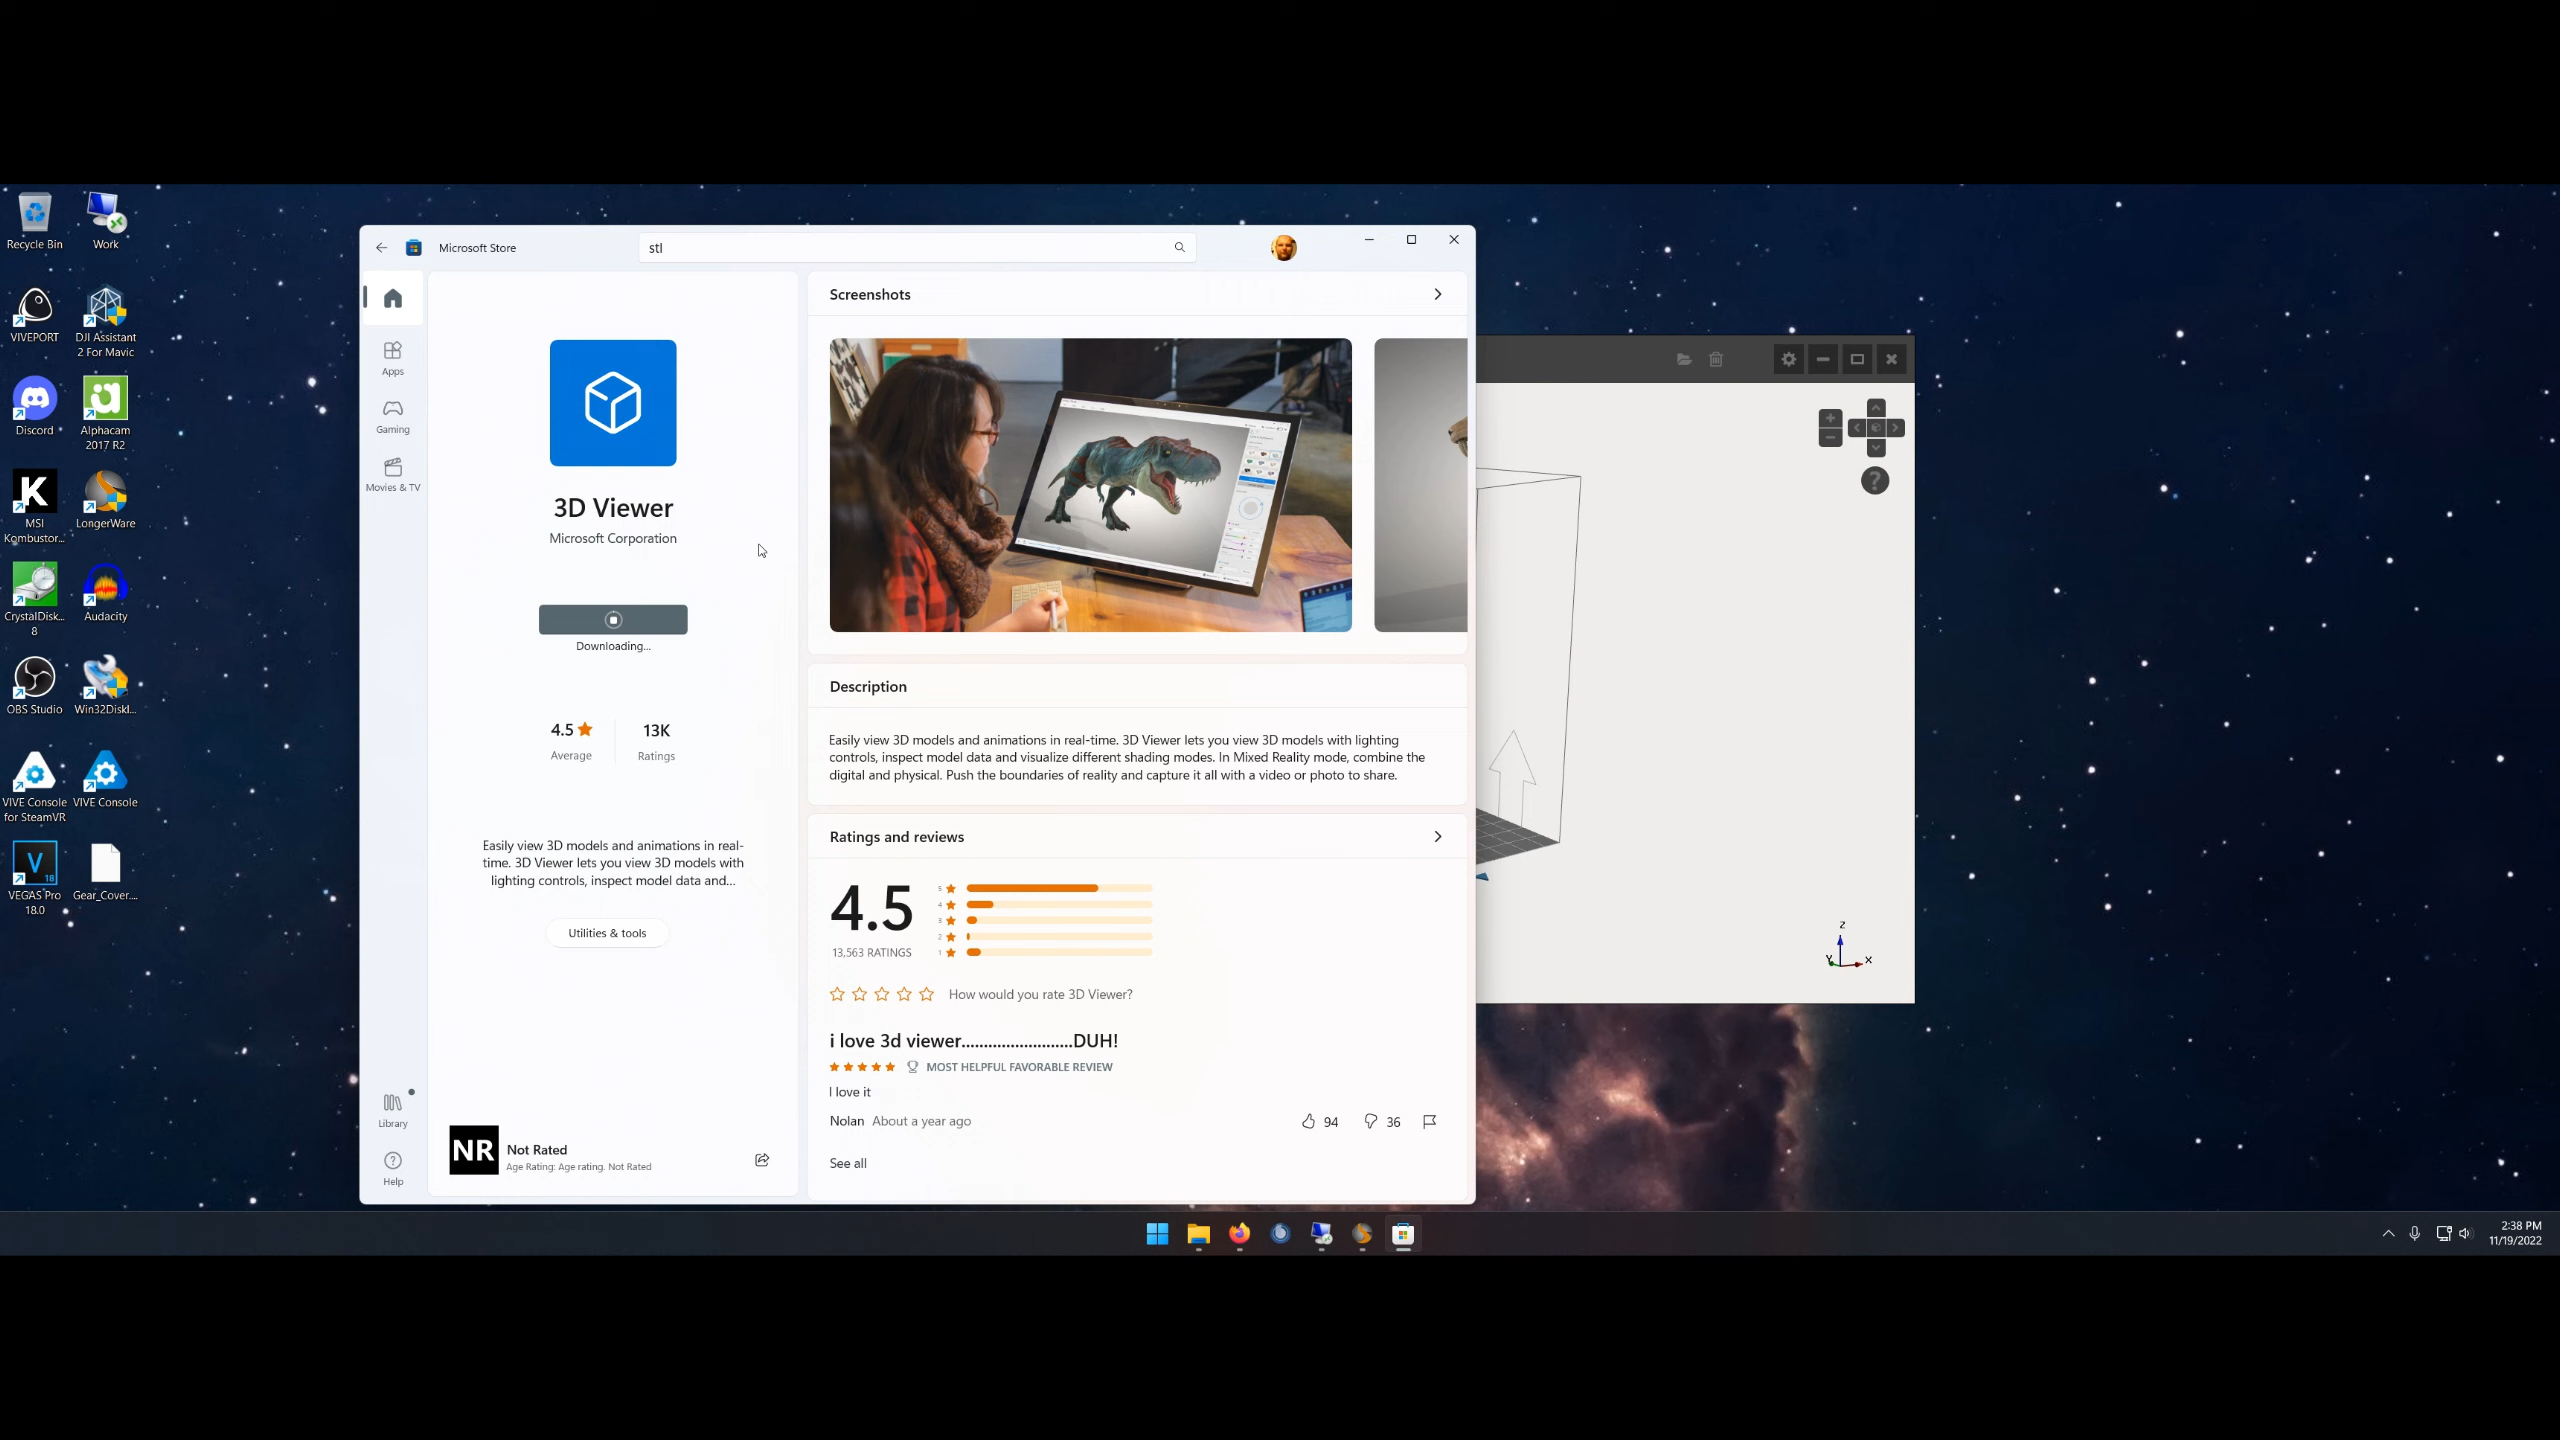 Recycle Bin
Work
VIVEPORT
DJI Assistant
2 For Mavic
Discord
Alphacam
2017 R2
K
MSI
Kombustor...
LongerWare
CrystalDisk...
8
Audacity
OBS Studio
Win32DiskI...
VIVE Console
for SteamVR
VIVE Console
V
18
VEGAS Pro
18.0
Gear_Cover....
Microsoft Store
stl
Apps
Gaming
Movies & TV
Library
Help
3D Viewer
Microsoft Corporation
Downloading...
4.5
Average
13K
Ratings
Easily view 3D models and animations in real-
time. 3D Viewer lets you view 3D models with
lighting controls, inspect model data and...
Utilities & tools
NR
Not Rated
Age Rating: Age rating. Not Rated
Screenshots
Description
Easily view 3D models and animations in real-time. 3D Viewer lets you view 3D models with lighting
controls, inspect model data and visualize different shading modes. In Mixed Reality mode, combine the
digital and physical. Push the boundaries of reality and capture it all with a video or photo to share.
Ratings and reviews
4.5
13,563 RATINGS
5
4
3
2
1
How would you rate 3D Viewer?
i love 3d viewer.........................DUH!
MOST HELPFUL FAVORABLE REVIEW
I love it
Nolan About a year ago
94
36
See all
?
Z
Y
X
2:38 PM
11/19/2022